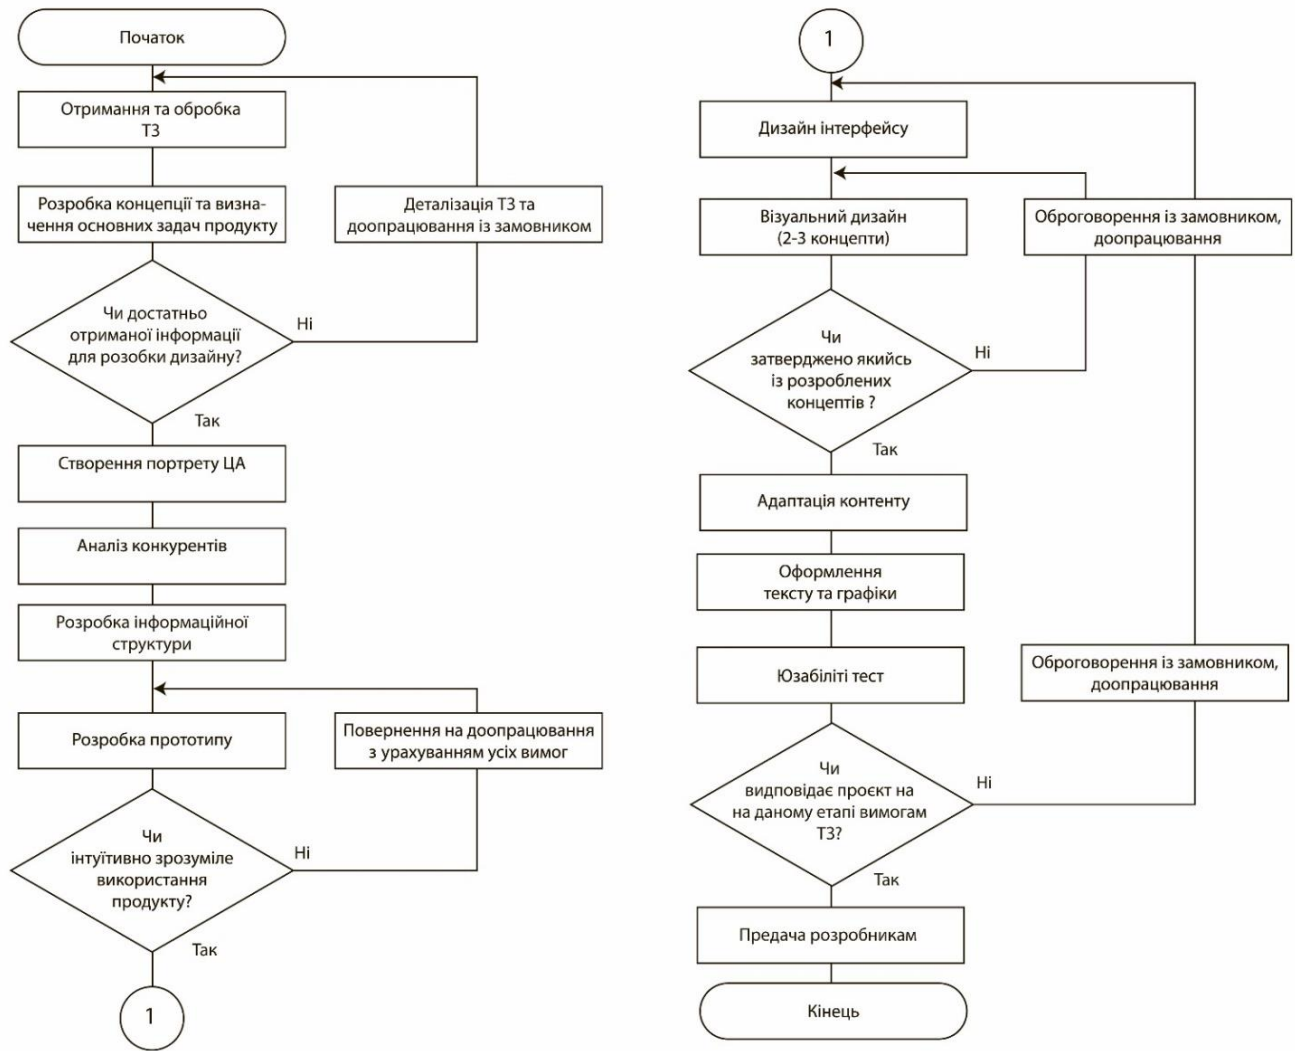 Початок
Отримання та обробка
ТЗ
Розробка концепції та визна-
чення основних задач продукту
Деталізація ТЗ та
доопрацювання із замовником
Чи достатньо
отриманої інформації
для розобки дизайну?
Ні
Так
Створення портрету ЦА
Аналіз конкурентів
Розробка інформаційної
структури
Розробка прототипу
Повернення на доопрацювання
з урахуванням усіх вимог
Чи
інтуїтивно зрозуміле
використання
продукту?
Ні
Так
1
1
Дизайн інтерфейсу
Візуальний дизайн
(2-3 концепти)
Оброговорення із замовником,
доопрацювання
Чи
затверджено якийсь
із розроблених
концептів ?
Ні
Так
Адаптація контенту
Оформлення
тексту та графіки
Юзабіліті тест
Оброговорення із замовником,
доопрацювання
Чи
видповідає проєкт на
на даному етапі вимогам
ТЗ?
Ні
Так
Предача розробникам
Кінець